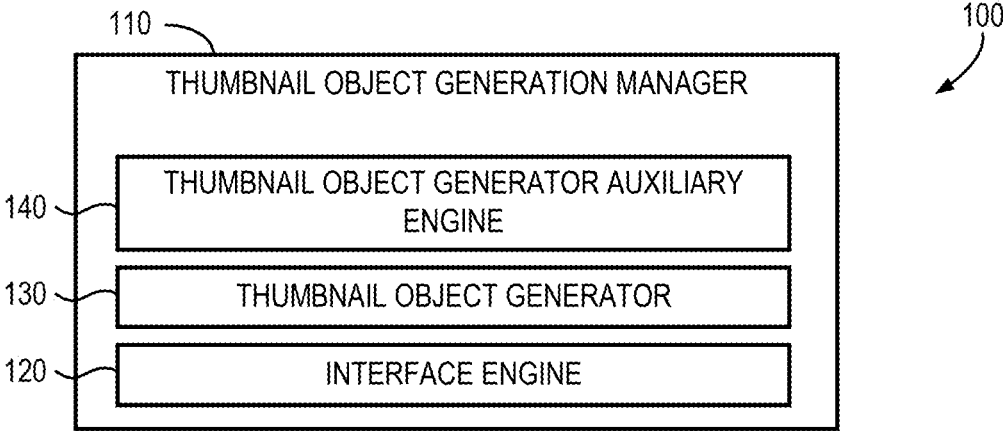 110
100
THUMBNAIL OBJECT GENERATION MANAGER
THUMBNAIL OBJECT GENERATOR AUXILIARY
ENGINE
140
THUMBNAIL OBJECT GENERATOR
130
INTERFACE ENGINE
120